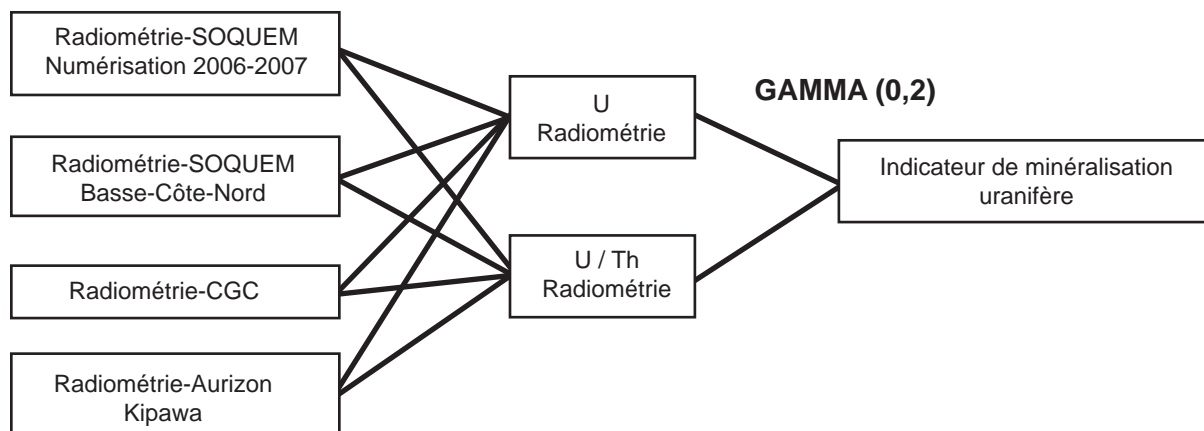 Radiométrie-SOQUEM
Numérisation 2006-2007
Radiométrie-SOQUEM
Basse-Côte-Nord
Radiométrie-CGC
Radiométrie-Aurizon
Kipawa
U
Radiométrie
U / Th
Radiométrie
GAMMA (0,2)
Indicateur de minéralisation
uranifère